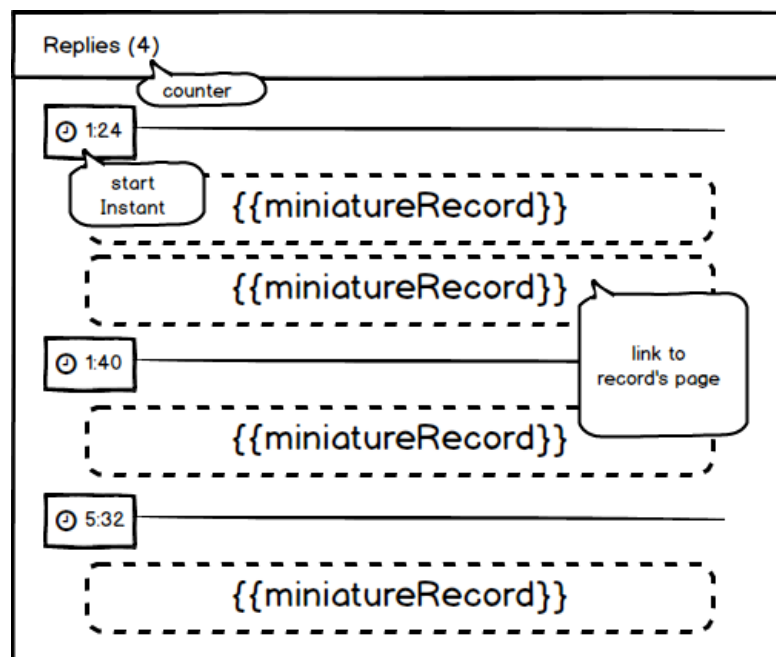 Replies (4)
counter
1:24
start
Instant
{{miniatureRecord}}
{{miniatureRecord}}
link to
record's page
1:40
{{miniatureRecord}}
5:32
{{miniatureRecord}}